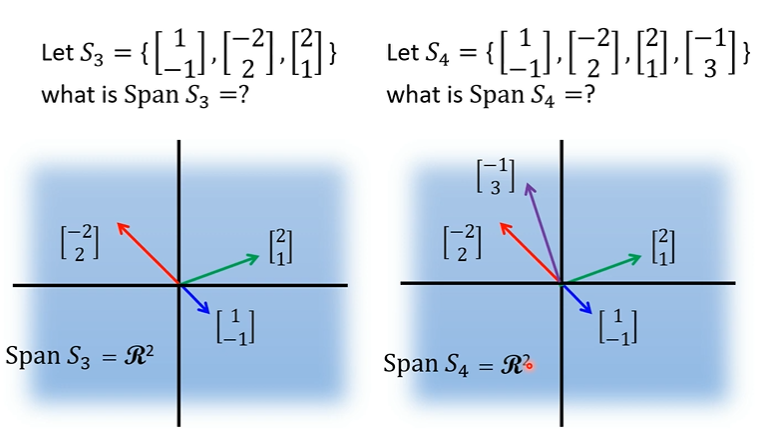 Let S₃ = {[1 −1], [−2 2], [2 1]}
what is Span S₃ =?
[−2 2]
[2 1]
[1 −1]
Span S₃ = 𝓡²
Let S₄ = {[1 −1], [−2 2], [2 1], [−1 3]}
what is Span S₄ =?
[−1 3]
[−2 2]
[2 1]
[1 −1]
Span S₄ = 𝓡²